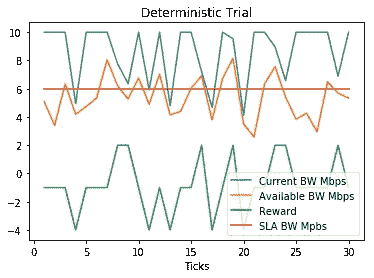 Deterministic Trial
10
8
6
4
2
0
−2
−4
Current BW Mbps
Available BW Mbps
Reward
SLA BW Mpbs
0 5 10 15 20 25 30
Ticks